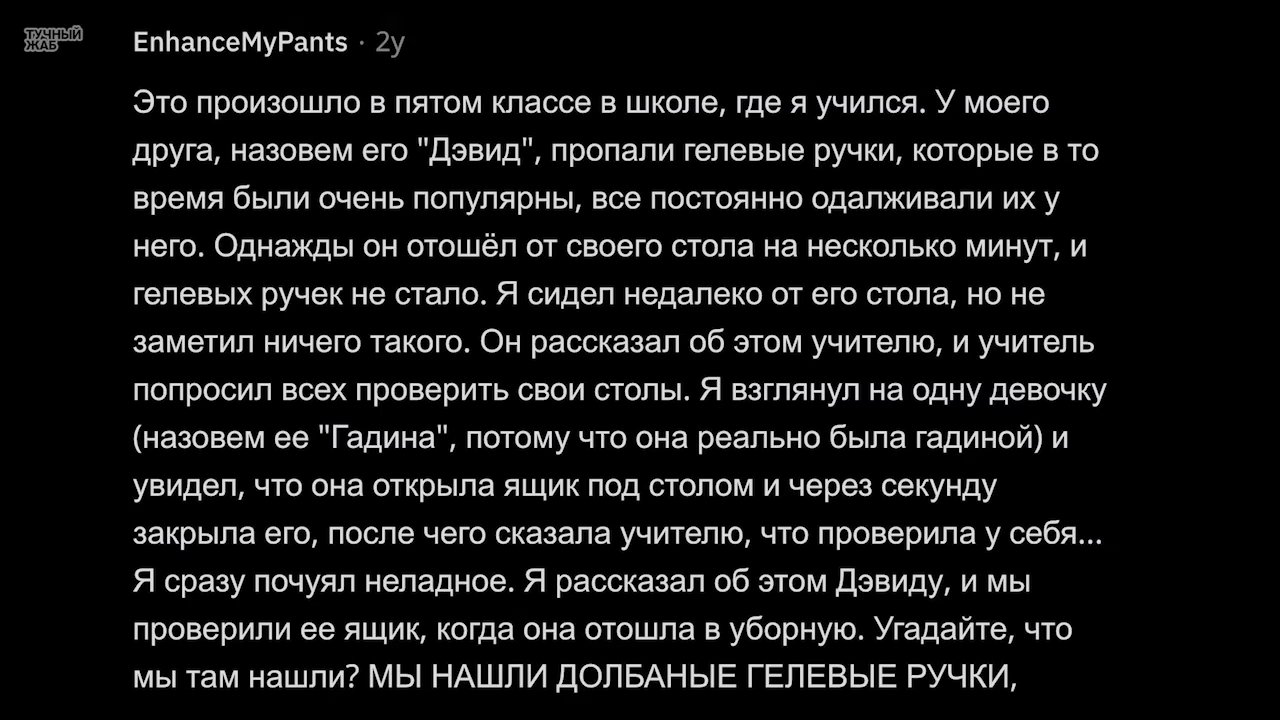 ТУЧНЫЙ
ЖАБ
EnhanceMyPants · 2y
Это произошло в пятом классе в школе, где я учился. У моего
друга, назовем его "Дэвид", пропали гелевые ручки, которые в то
время были очень популярны, все постоянно одалживали их у
него. Однажды он отошёл от своего стола на несколько минут, и
гелевых ручек не стало. Я сидел недалеко от его стола, но не
заметил ничего такого. Он рассказал об этом учителю, и учитель
попросил всех проверить свои столы. Я взглянул на одну девочку
(назовем ее "Гадина", потому что она реально была гадиной) и
увидел, что она открыла ящик под столом и через секунду
закрыла его, после чего сказала учителю, что проверила у себя...
Я сразу почуял неладное. Я рассказал об этом Дэвиду, и мы
проверили ее ящик, когда она отошла в уборную. Угадайте, что
мы там нашли? МЫ НАШЛИ ДОЛБАНЫЕ ГЕЛЕВЫЕ РУЧКИ,